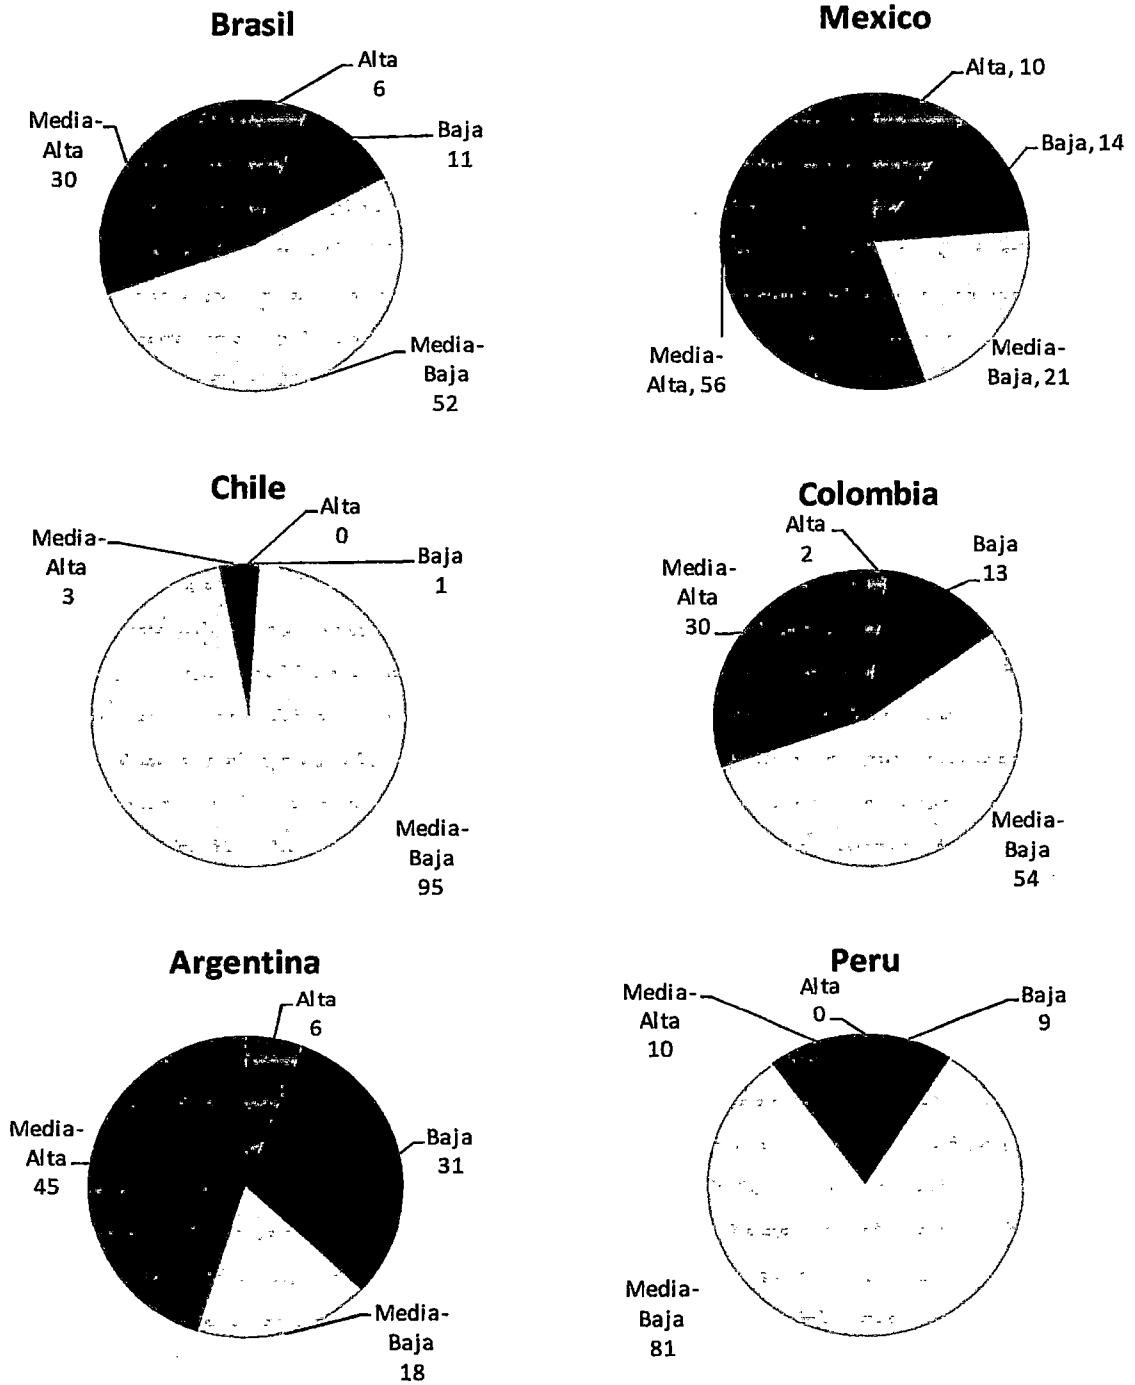 Brasil
Alta
6
Media-
Alta
30
Baja
11
Media-
Baja
52
Mexico
Alta, 10
Baja, 14
Media-
Alta, 56
Media-
Baja, 21
Chile
Alta
0
Media-
Alta
3
Baja
1
Media-
Baja
95
Colombia
Alta
2
Baja
13
Media-
Alta
30
Media-
Baja
54
Argentina
Alta
6
Media-
Alta
45
Baja
31
Media-
Baja
18
Peru
Alta
0
Media-
Alta
10
Baja
9
Media-
Baja
81